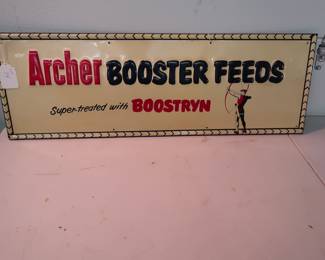 Archer BOOSTER FEEDS
Super-treated with BOOSTRYN